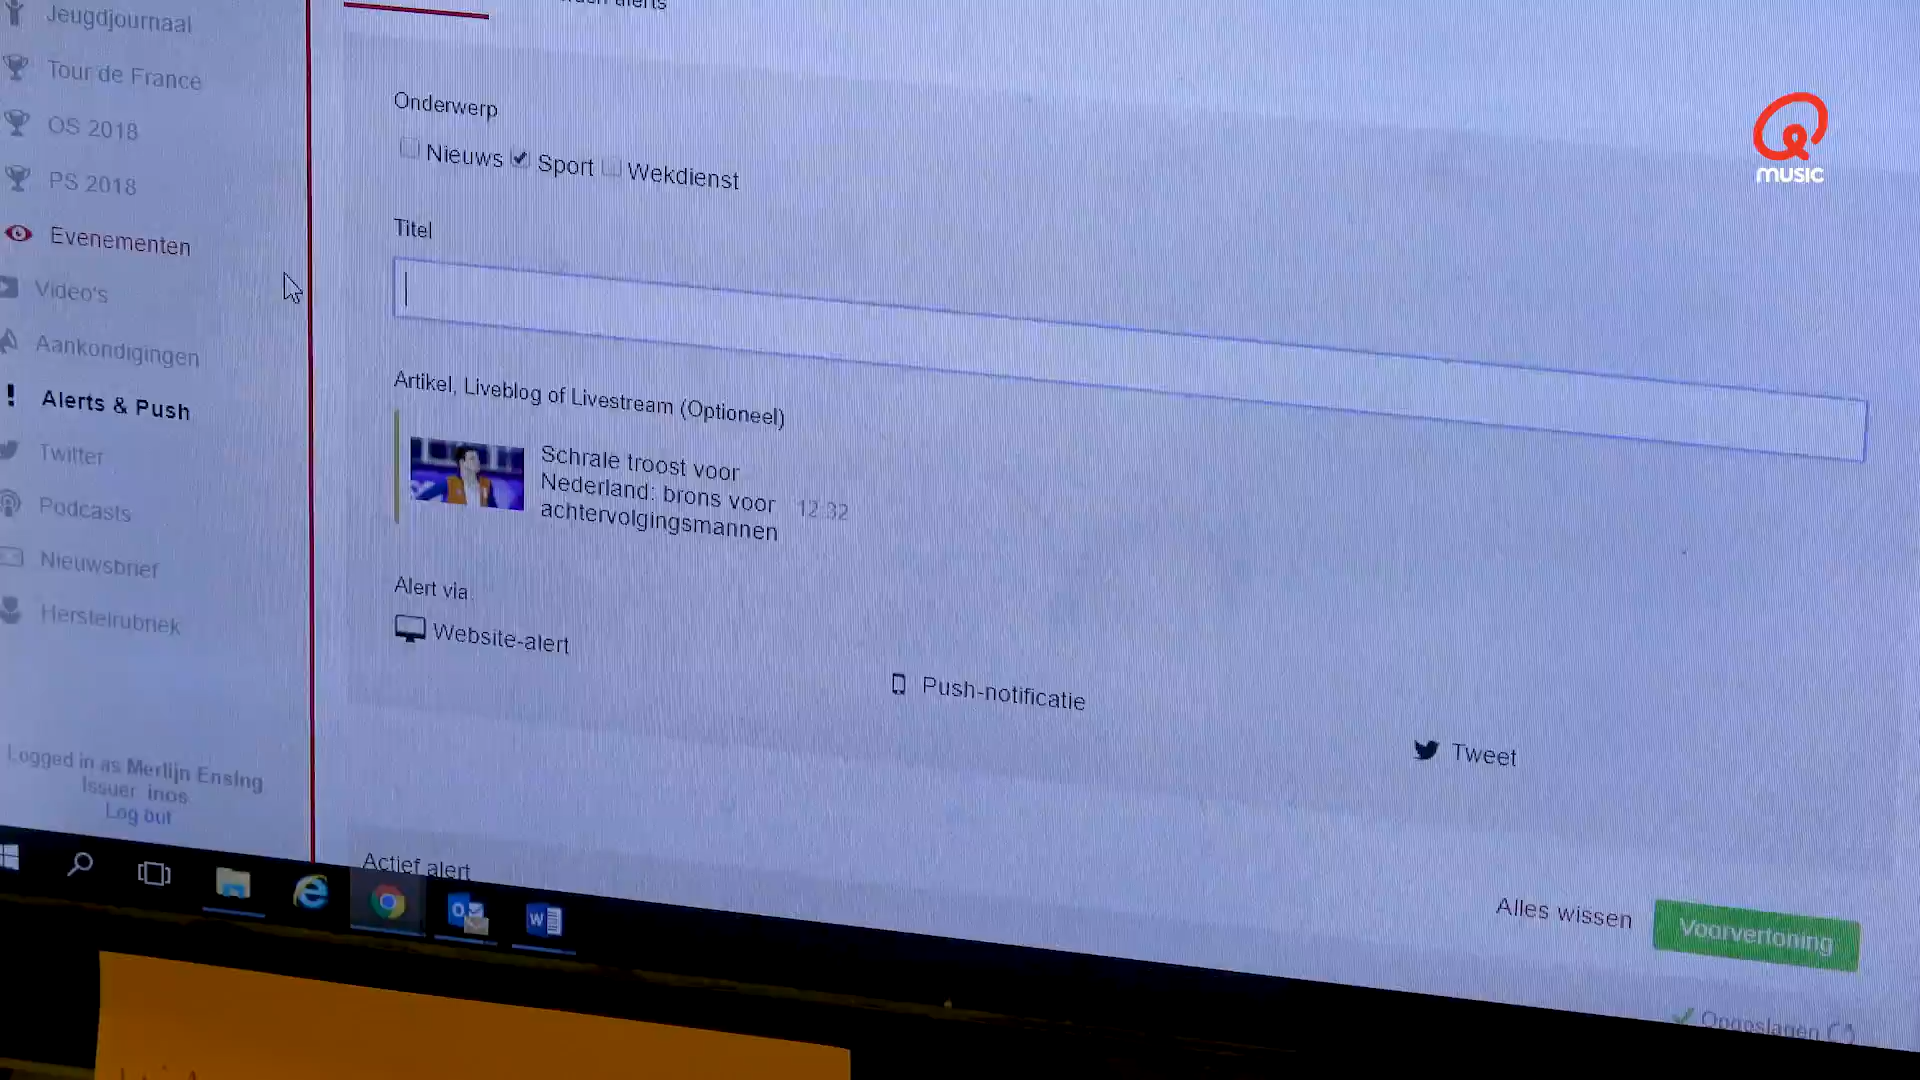 Jeugdjournaal
Tour de France
OS 2018
PS 2018
Evenementen
Video's
Aankondigingen
Alerts & Push
Twitter
Podcasts
Nieuwsbrief
Herstelrubriek
Logged in as Merlijn Ensing
Issuer inos
Log out
alerts
Onderwerp
Nieuws Sport Wekdienst
Titel
Artikel, Liveblog of Livestream (Optioneel)
Schrale troost voor
Nederland: brons voor 12:32
achtervolgingsmannen
Alert via
Website-alert
Push-notificatie
Tweet
Actief alert
Alles wissen Voorvertoning
Opgeslagen
Q
music